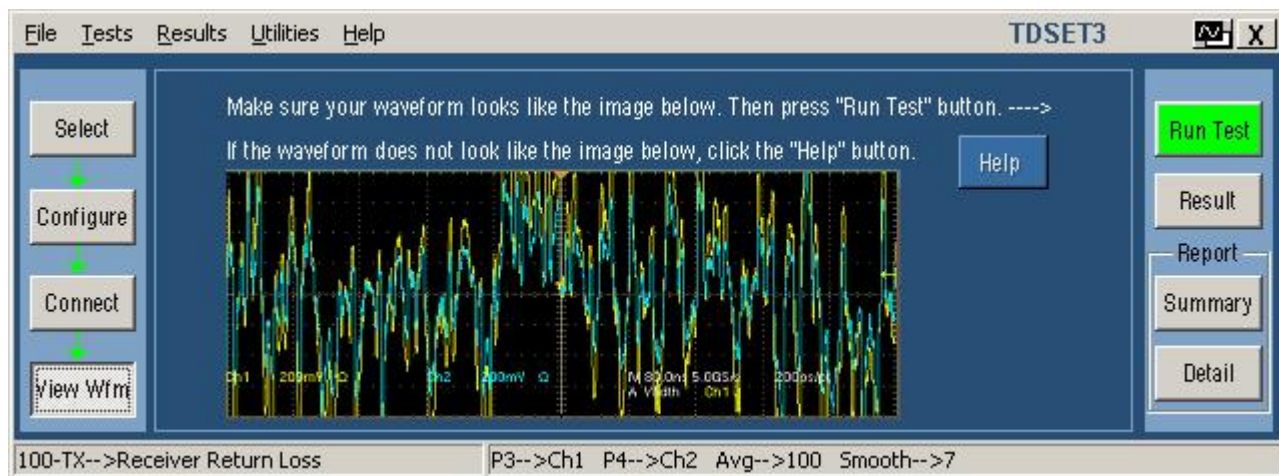 File Tests Results Utilities Help TDSET3 X
Select
Configure
Connect
View Wfm
Make sure your waveform looks like the image below. Then press "Run Test" button. ---->
If the waveform does not look like the image below, click the "Help" button.
Help
Ch1 200mV Ω Ch2 200mV Ω M 80.0ns 5.0GS/s 200ps/pt
A Width Ch1
Run Test
Result
Report
Summary
Detail
100-TX-->Receiver Return Loss P3-->Ch1 P4-->Ch2 Avg-->100 Smooth-->7